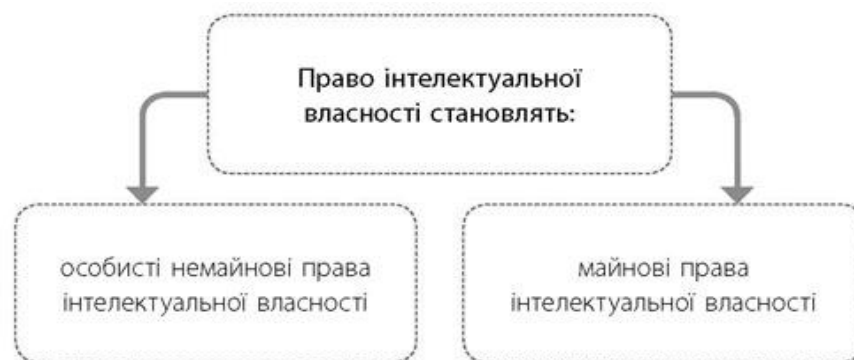 Право інтелектуальної
власності становлять:
особисті немайнові права
інтелектуальної власності
майнові права
інтелектуальної власності